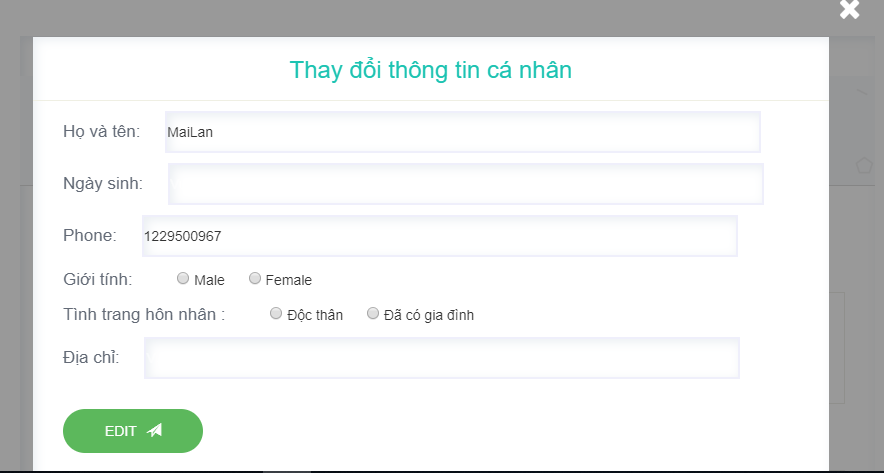 Thay đổi thông tin cá nhân
Họ và tên: MaiLan
Ngày sinh:
Phone: 1229500967
Giới tính: Male Female
Tình trang hôn nhân : Độc thân Đã có gia đình
Địa chỉ:
EDIT